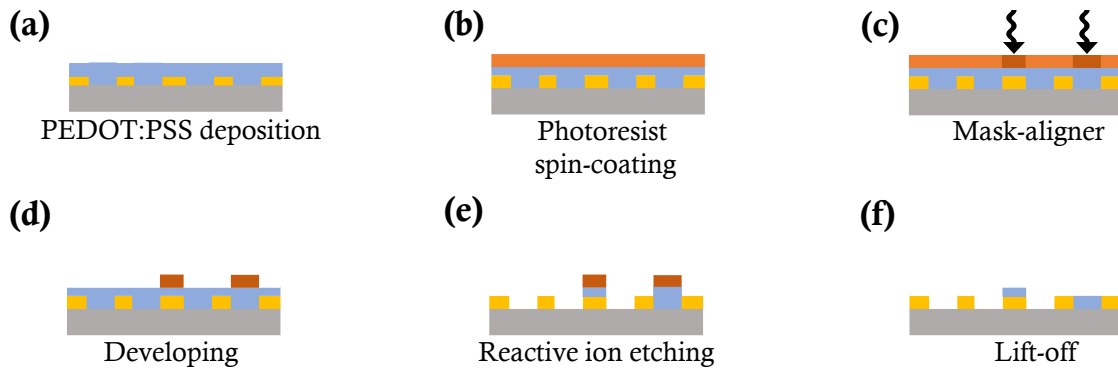 (a)
PEDOT:PSS deposition
(b)
Photoresist
spin-coating
(c)
Mask-aligner
(d)
Developing
(e)
Reactive ion etching
(f)
Lift-off